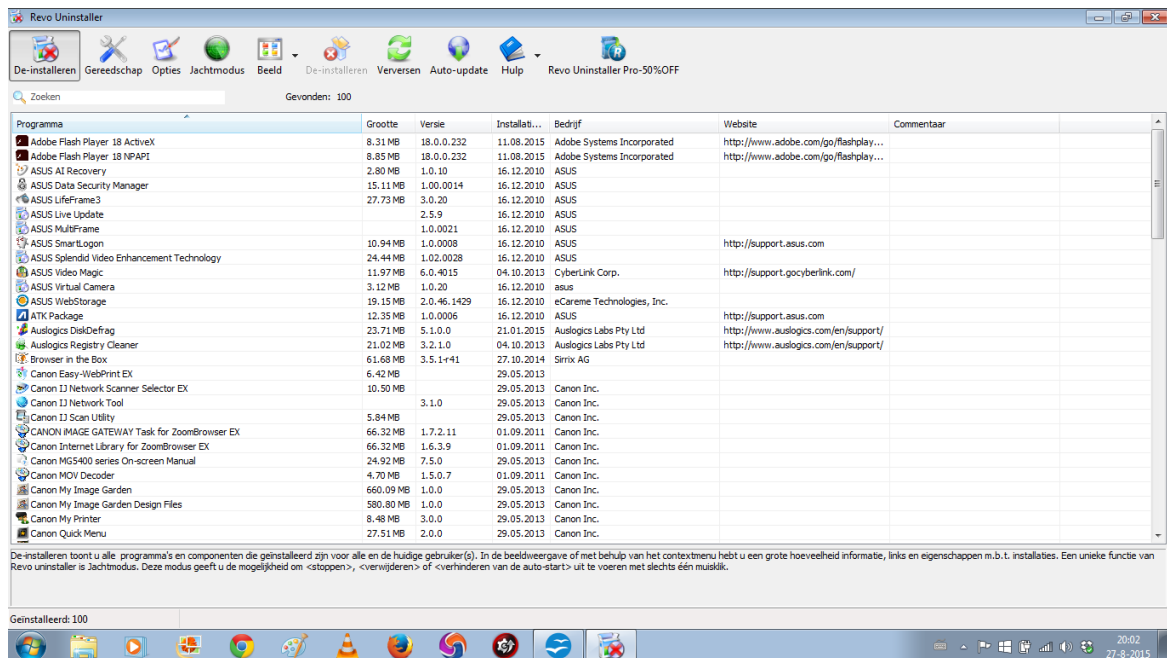 Revo Uninstaller
De-installeren Gereedschap Opties Jachtmodus Beeld De-installeren Verversen Auto-update Hulp Revo Uninstaller Pro-50%OFF
Zoeken Gevonden: 100
Programma Grootte Versie Installati... Bedrijf Website Commentaar
Adobe Flash Player 18 ActiveX 8.31 MB 18.0.0.232 11.08.2015 Adobe Systems Incorporated http://www.adobe.com/go/flashplay...
Adobe Flash Player 18 NPAPI 8.85 MB 18.0.0.232 11.08.2015 Adobe Systems Incorporated http://www.adobe.com/go/flashplay...
ASUS AI Recovery 2.80 MB 1.0.10 16.12.2010 ASUS
ASUS Data Security Manager 15.11 MB 1.00.0014 16.12.2010 ASUS
ASUS LifeFrame3 27.73 MB 3.0.20 16.12.2010 ASUS
ASUS Live Update 2.5.9 16.12.2010 ASUS
ASUS MultiFrame 1.0.0021 16.12.2010 ASUS
ASUS SmartLogon 10.94 MB 1.0.0008 16.12.2010 ASUS http://support.asus.com
ASUS Splendid Video Enhancement Technology 24.44 MB 1.02.0028 16.12.2010 ASUS
ASUS Video Magic 11.97 MB 6.0.4015 04.10.2013 CyberLink Corp. http://support.gocyberlink.com/
ASUS Virtual Camera 3.12 MB 1.0.20 16.12.2010 asus
ASUS WebStorage 19.15 MB 2.0.46.1429 16.12.2010 eCareme Technologies, Inc.
ATK Package 12.35 MB 1.0.0006 16.12.2010 ASUS http://support.asus.com
Auslogics DiskDefrag 23.71 MB 5.1.0.0 21.01.2015 Auslogics Labs Pty Ltd http://www.auslogics.com/en/support/
Auslogics Registry Cleaner 21.02 MB 3.2.1.0 04.10.2013 Auslogics Labs Pty Ltd http://www.auslogics.com/en/support/
Browser in the Box 61.68 MB 3.5.1-r41 27.10.2014 Sirrix AG
Canon Easy-WebPrint EX 6.42 MB 29.05.2013
Canon IJ Network Scanner Selector EX 10.50 MB 29.05.2013 Canon Inc.
Canon IJ Network Tool 3.1.0 29.05.2013 Canon Inc.
Canon IJ Scan Utility 5.84 MB 29.05.2013 Canon Inc.
CANON iMAGE GATEWAY Task for ZoomBrowser EX 66.32 MB 1.7.2.11 01.09.2011 Canon Inc.
Canon Internet Library for ZoomBrowser EX 66.32 MB 1.6.3.9 01.09.2011 Canon Inc.
Canon MG5400 series On-screen Manual 24.92 MB 7.5.0 29.05.2013 Canon Inc.
Canon MOV Decoder 4.70 MB 1.5.0.7 01.09.2011 Canon Inc.
Canon My Image Garden 660.09 MB 1.0.0 29.05.2013 Canon Inc.
Canon My Image Garden Design Files 580.80 MB 1.0.0 29.05.2013 Canon Inc.
Canon My Printer 8.48 MB 3.0.0 29.05.2013 Canon Inc.
Canon Quick Menu 27.51 MB 2.0.0 29.05.2013 Canon Inc.
De-installeren toont u alle programma's en componenten die geïnstalleerd zijn voor alle en de huidige gebruiker(s). In de beeldweergave of met behulp van het contextmenu hebt u een grote hoeveelheid informatie, links en eigenschappen m.b.t. installaties. Een unieke functie van
Revo uninstaller is Jachtmodus. Deze modus geeft u de mogelijkheid om <stoppen>, <verwijderen> of <verhinderen van de auto-start> uit te voeren met slechts één muisklik.
Geïnstalleerd: 100
20:02
27-8-2015